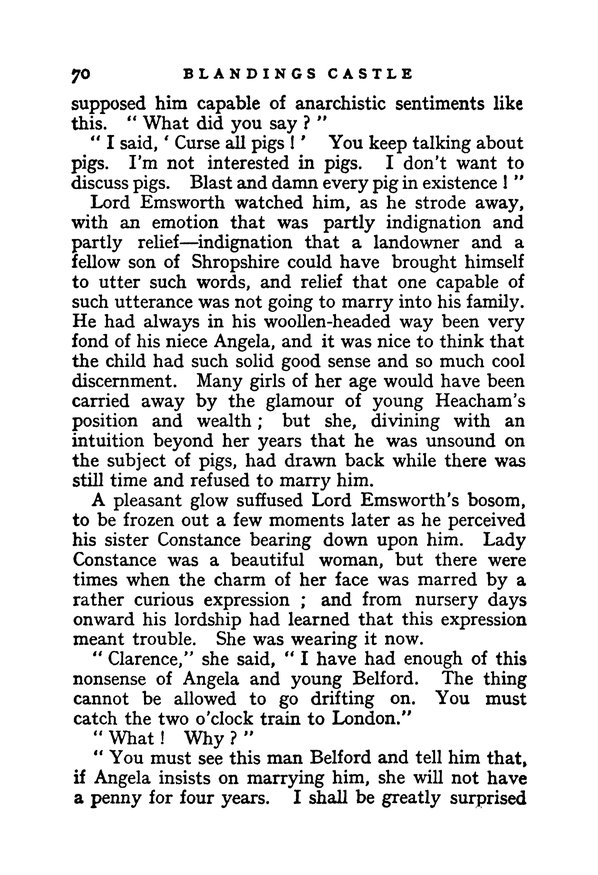 70 BLANDINGS CASTLE
supposed him capable of anarchistic sentiments like
this. " What did you say ? "
" I said, ' Curse all pigs ! ' You keep talking about
pigs. I'm not interested in pigs. I don't want to
discuss pigs. Blast and damn every pig in existence ! "
Lord Emsworth watched him, as he strode away,
with an emotion that was partly indignation and
partly relief—indignation that a landowner and a
fellow son of Shropshire could have brought himself
to utter such words, and relief that one capable of
such utterance was not going to marry into his family.
He had always in his woollen-headed way been very
fond of his niece Angela, and it was nice to think that
the child had such solid good sense and so much cool
discernment. Many girls of her age would have been
carried away by the glamour of young Heacham's
position and wealth ; but she, divining with an
intuition beyond her years that he was unsound on
the subject of pigs, had drawn back while there was
still time and refused to marry him.
A pleasant glow suffused Lord Emsworth's bosom,
to be frozen out a few moments later as he perceived
his sister Constance bearing down upon him. Lady
Constance was a beautiful woman, but there were
times when the charm of her face was marred by a
rather curious expression ; and from nursery days
onward his lordship had learned that this expression
meant trouble. She was wearing it now.
" Clarence," she said, " I have had enough of this
nonsense of Angela and young Belford. The thing
cannot be allowed to go drifting on. You must
catch the two o'clock train to London."
" What ! Why ? "
" You must see this man Belford and tell him that,
if Angela insists on marrying him, she will not have
a penny for four years. I shall be greatly surprised